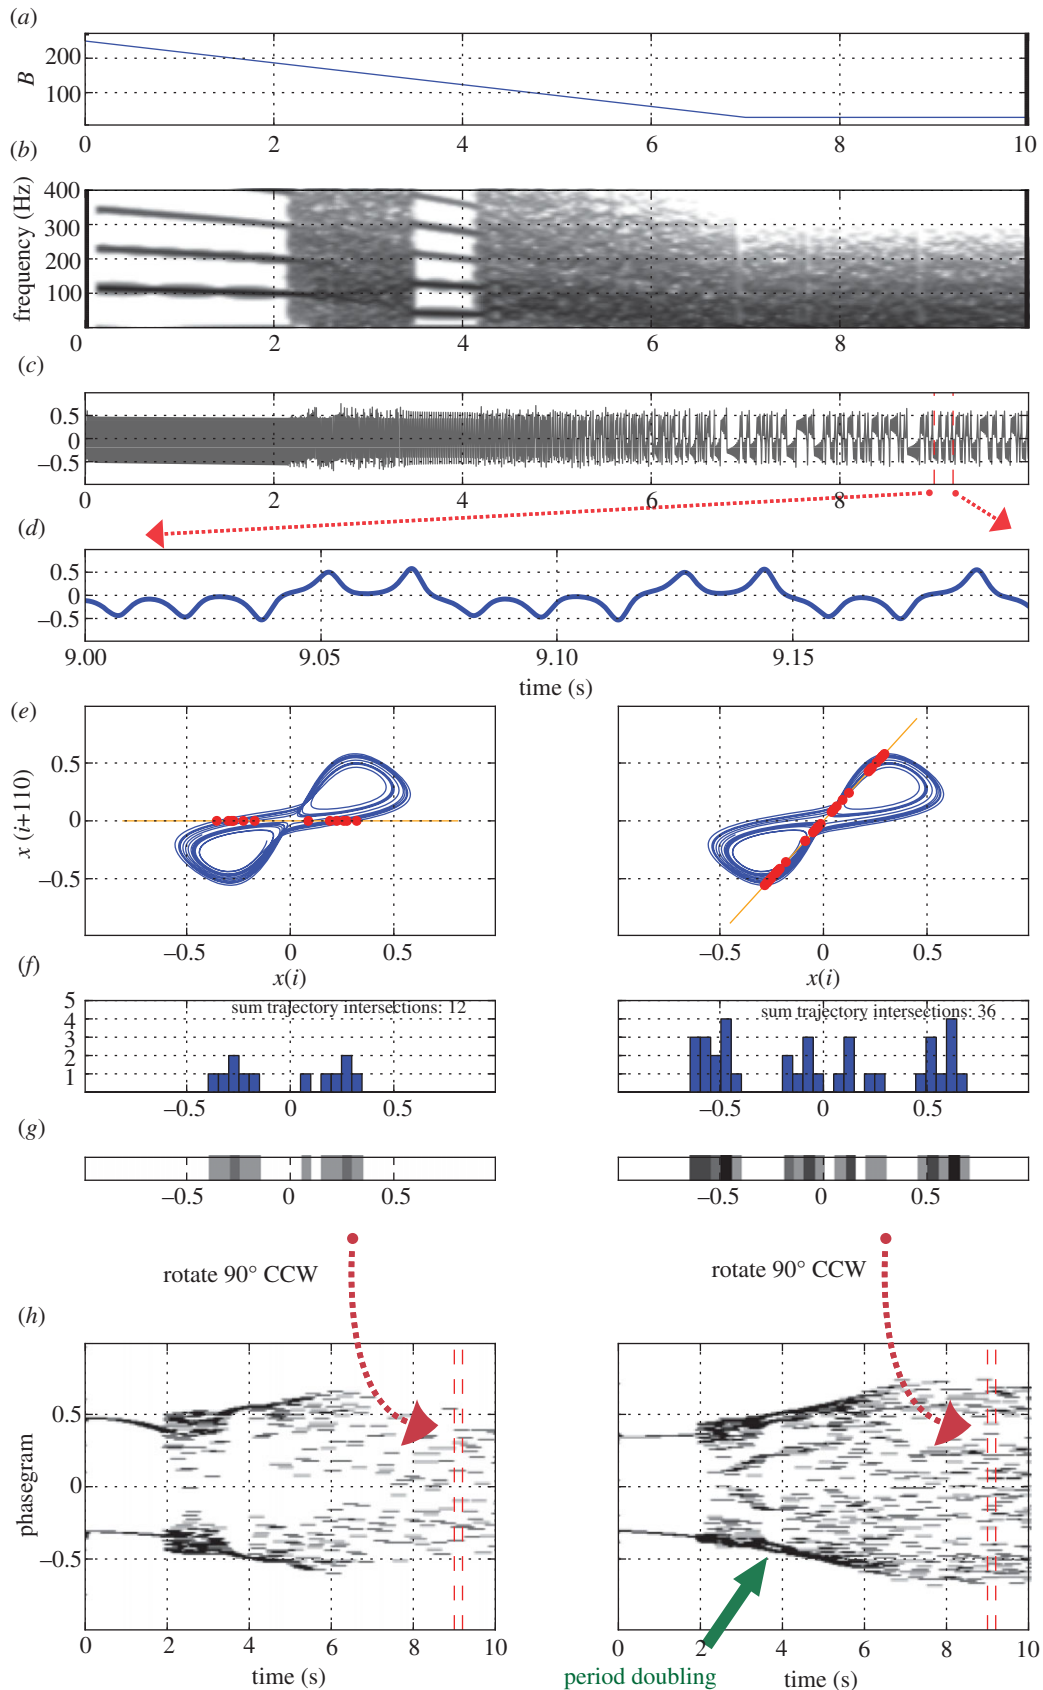 (a)
200
100
B
0 2 4 6 8 10
(b)
400
300
200
100
frequency (Hz)
0 2 4 6 8
(c)
0.5
0
−0.5
0 2 4 6 8
(d)
0.5
0
−0.5
9.00 9.05 9.10 9.15
time (s)
(e)
0.5
0
−0.5
x (i+110)
−0.5 0 0.5
x(i)
−0.5 0 0.5
x(i)
(f)
sum trajectory intersections: 12
sum trajectory intersections: 36
5
4
3
2
1
−0.5 0 0.5
−0.5 0 0.5
(g)
−0.5 0 0.5
−0.5 0 0.5
rotate 90° CCW
rotate 90° CCW
(h)
0.5
0
−0.5
phasegram
0 2 4 6 8 10
time (s)
0 2 4 6 8 10
period doubling
time (s)